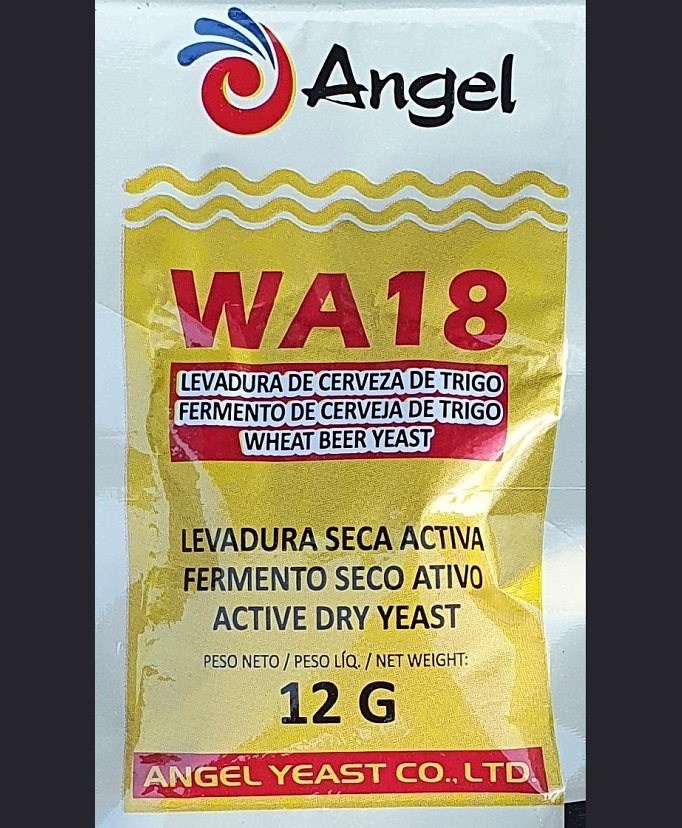 Angel
WA18
LEVADURA DE CERVEZA DE TRIGO
FERMENTO DE CERVEJA DE TRIGO
WHEAT BEER YEAST
LEVADURA SECA ACTIVA
FERMENTO SECO ATIVO
ACTIVE DRY YEAST
PESO NETO / PESO LÍQ. / NET WEIGHT:
12 G
ANGEL YEAST CO., LTD.